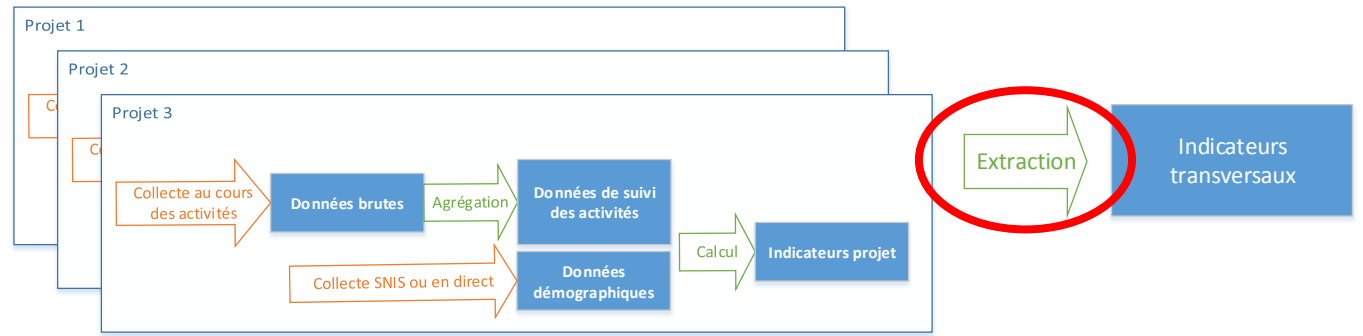 Projet 1
Projet 2
Projet 3
Collecte au cours
des activités
Données brutes
Agrégation
Données de suivi
des activités
Collecte SNIS ou en direct
Données
démographiques
Calcul
Indicateurs projet
Extraction
Indicateurs
transversaux